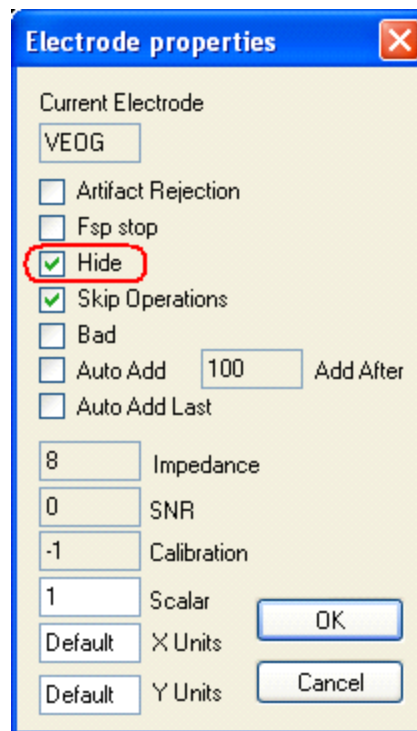 Electrode properties
Current Electrode
VEOG
Artifact Rejection
Fsp stop
Hide
Skip Operations
Bad
Auto Add 100 Add After
Auto Add Last
8 Impedance
0 SNR
-1 Calibration
1 Scalar
OK
Default X Units
Cancel
Default Y Units